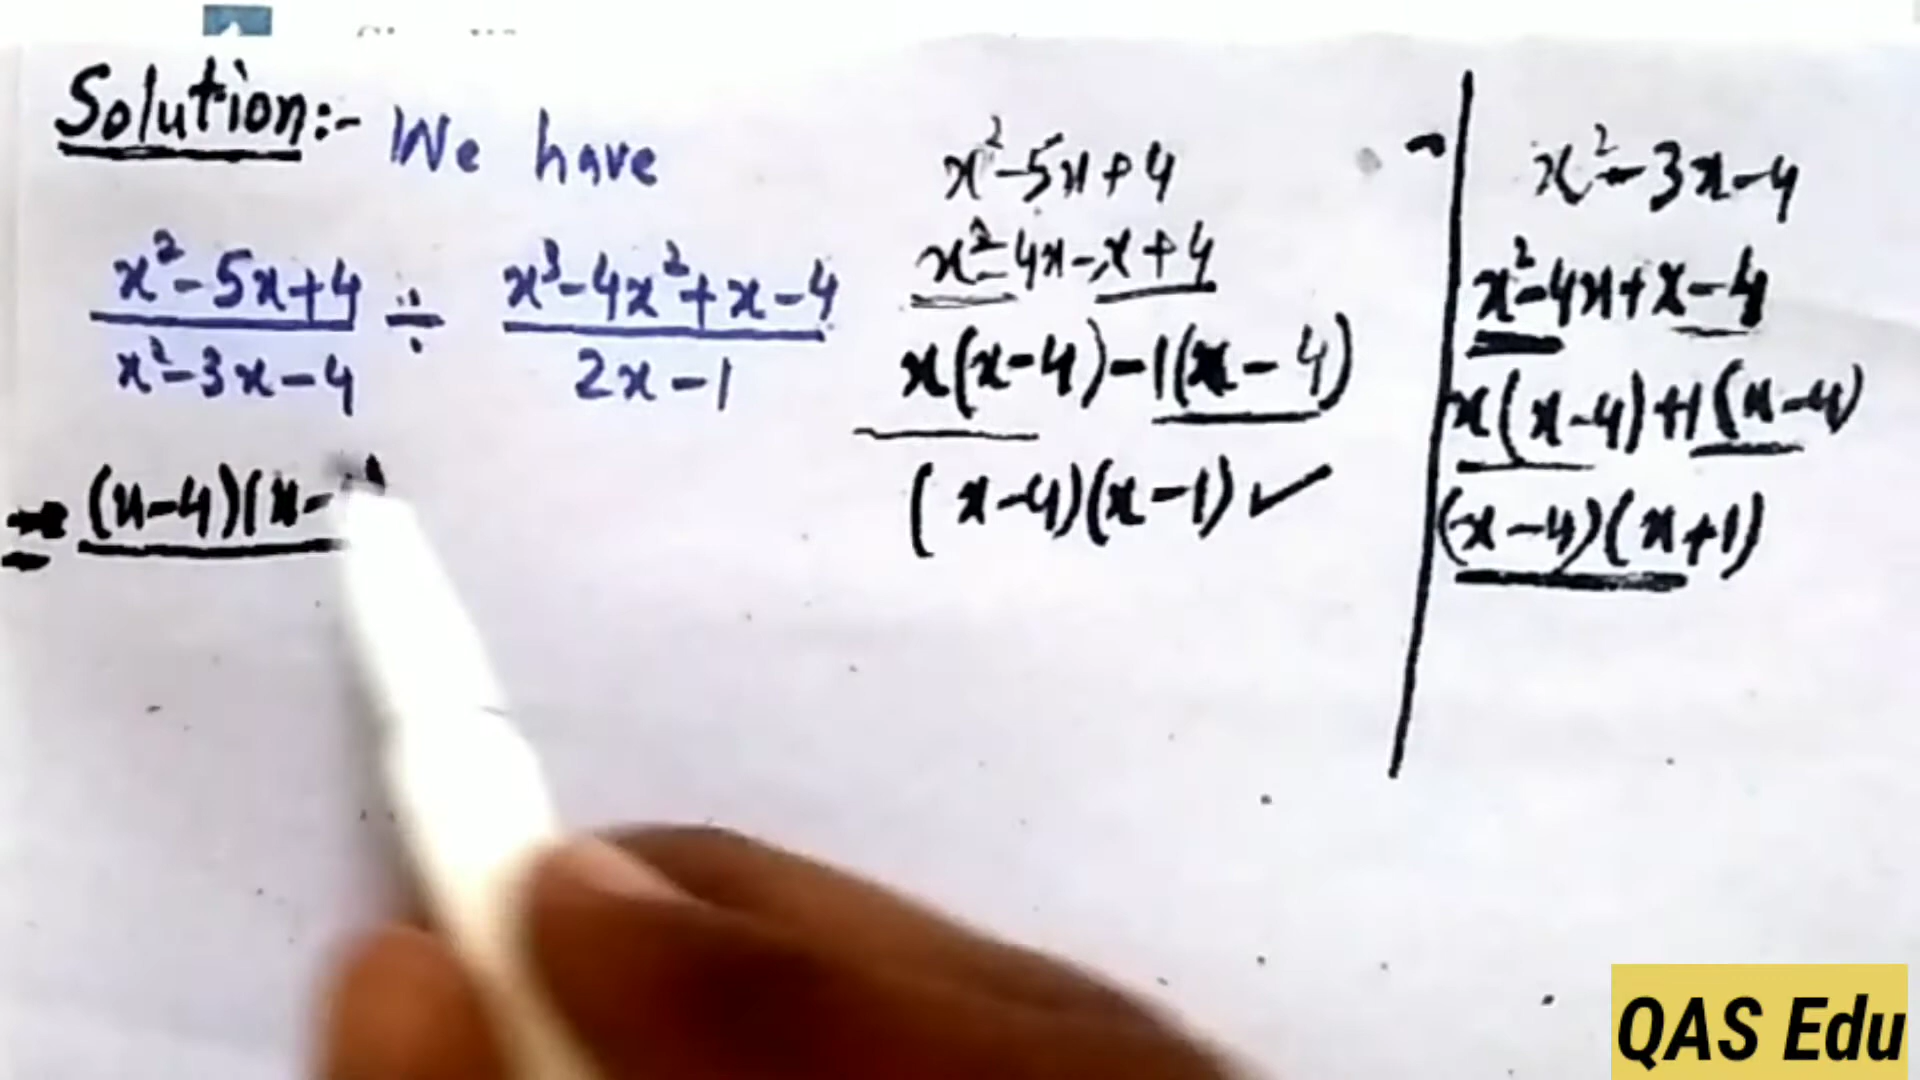 Solution:- We have
x²-5x+4 / x²-3x-4 ÷ x³-4x²+x-4 / 2x-1
(x-4)(x-
x²-5x+4
x²-4x-x+4
x(x-4)-1(x-4)
(x-4)(x-1)✓
x²-3x-4
x²-4x+x-4
x(x-4)+1(x-4)
(x-4)(x+1)
QAS Edu